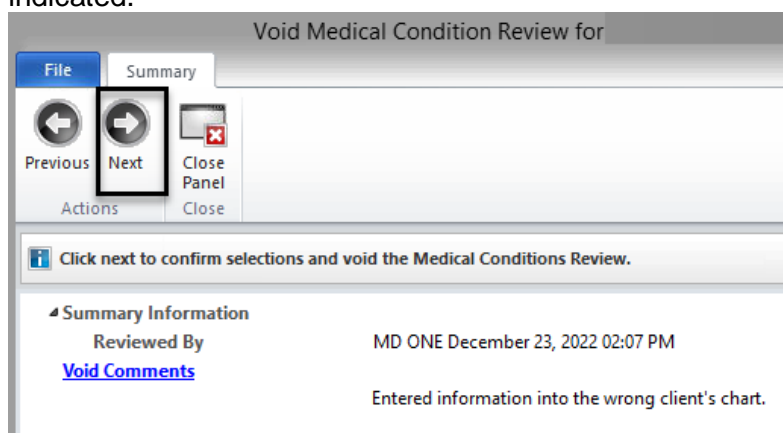 indicated.
Void Medical Condition Review for
File Summary
Previous Next Close Panel
Actions Close
Click next to confirm selections and void the Medical Conditions Review.
Summary Information
Reviewed By MD ONE December 23, 2022 02:07 PM
Void Comments
Entered information into the wrong client's chart.